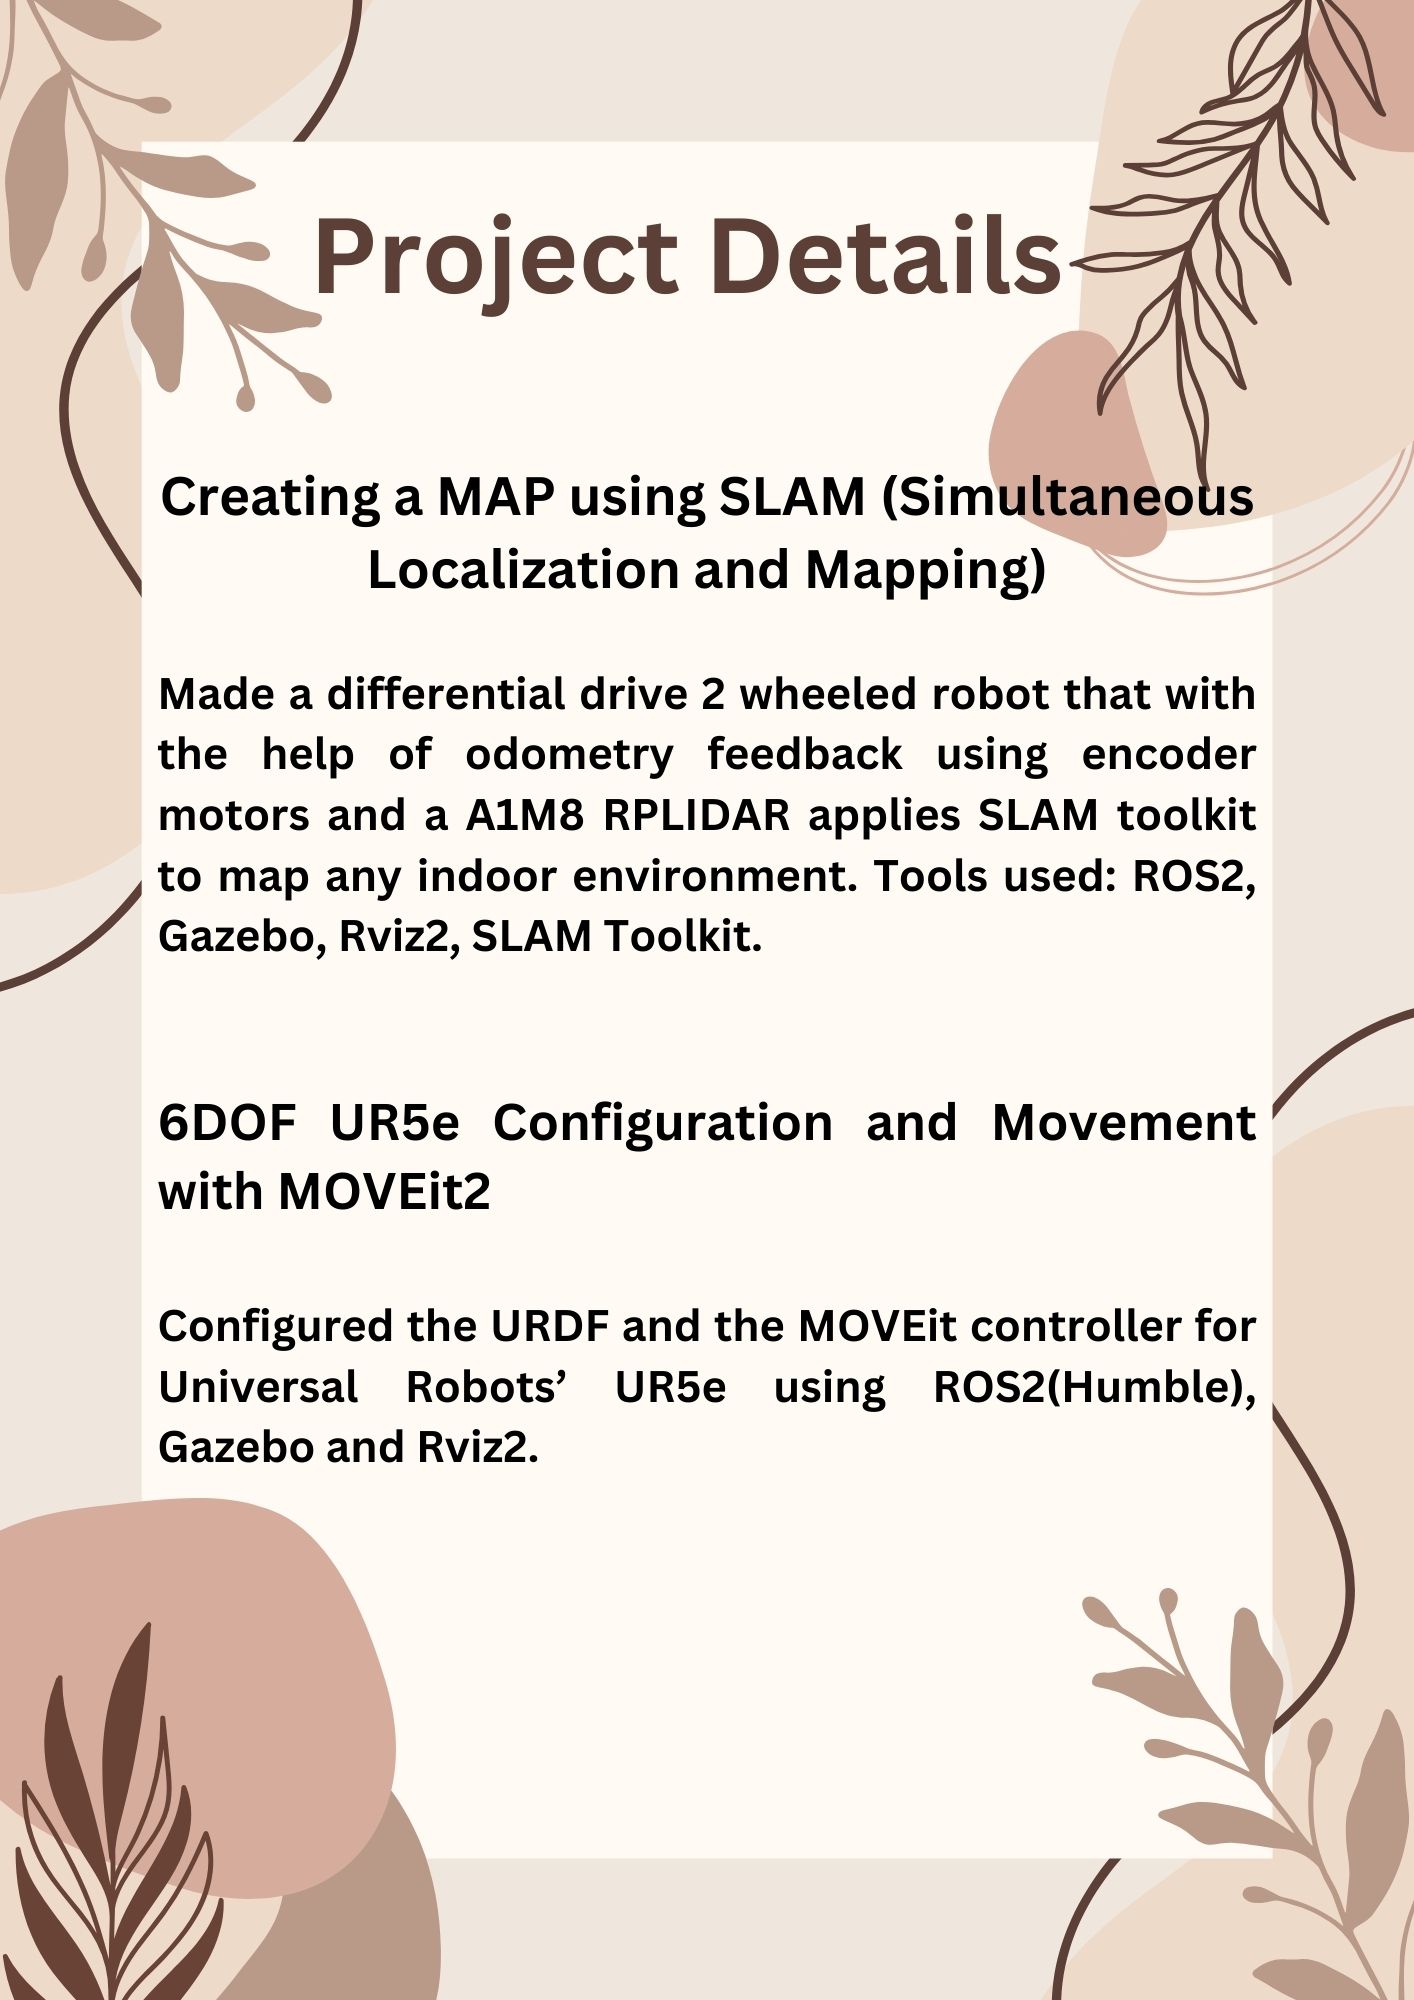 Project Details
Creating a MAP using SLAM (Simultaneous
Localization and Mapping)
Made a differential drive 2 wheeled robot that with
the help of odometry feedback using encoder
motors and a A1M8 RPLIDAR applies SLAM toolkit
to map any indoor environment. Tools used: ROS2,
Gazebo, Rviz2, SLAM Toolkit.
6DOF UR5e Configuration and Movement
with MOVEit2
Configured the URDF and the MOVEit controller for
Universal Robots’ UR5e using ROS2(Humble),
Gazebo and Rviz2.